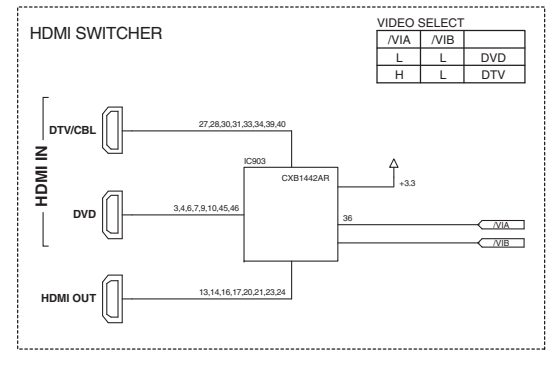 HDMI SWITCHER
VIDEO SELECT
/VIA /VIB
L L DVD
H L DTV
HDMI IN
DTV/CBL
27,28,30,31,33,34,39,40
IC903
CXB1442AR
+3.3
DVD
3,4,6,7,9,10,45,46
36
/VIA
/VIB
HDMI OUT
13,14,16,17,20,21,23,24